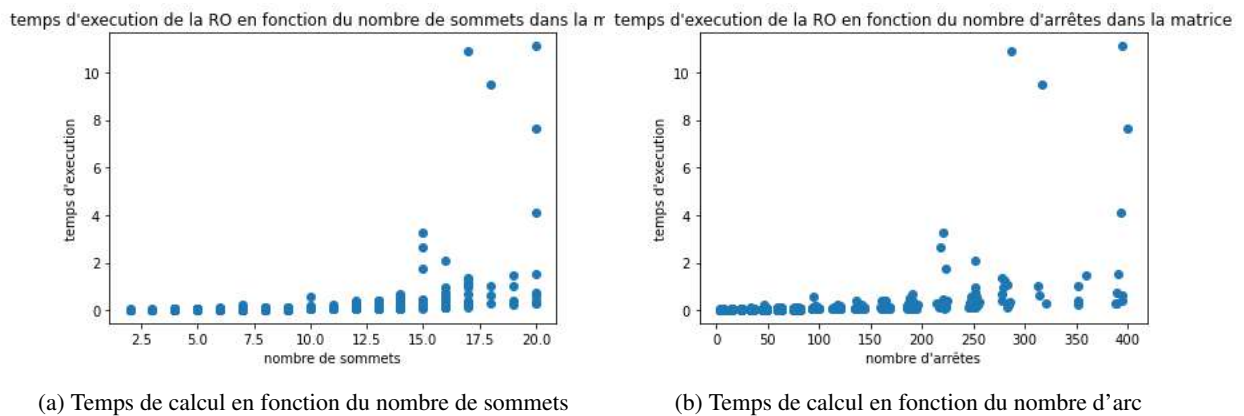 temps d'execution de la RO en fonction du nombre de sommets dans la m
temps d'execution
10
8
6
4
2
0
2.5 5.0 7.5 10.0 12.5 15.0 17.5 20.0
nombre de sommets
(a) Temps de calcul en fonction du nombre de sommets
temps d'execution de la RO en fonction du nombre d'arrêtes dans la matrice
temps d'execution
10
8
6
4
2
0
0 50 100 150 200 250 300 350 400
nombre d'arrêtes
(b) Temps de calcul en fonction du nombre d'arc